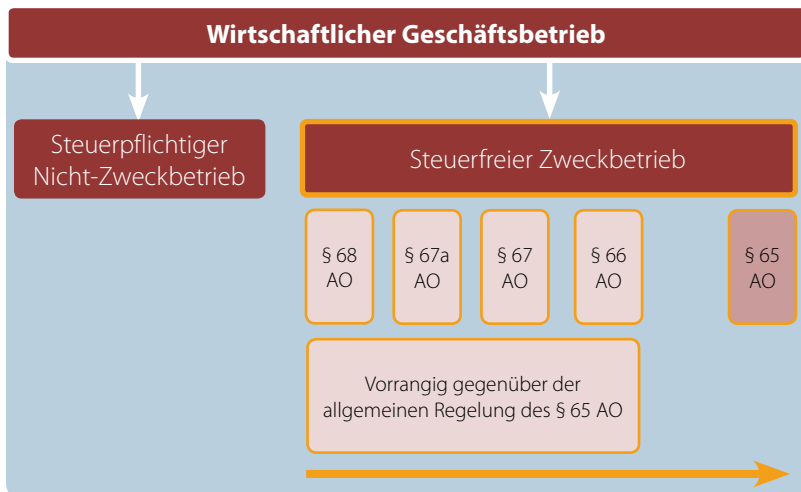 Wirtschaftlicher Geschäftsbetrieb
Steuerpflichtiger
Nicht-Zweckbetrieb
Steuerfreier Zweckbetrieb
§ 68
AO
§ 67a
AO
§ 67
AO
§ 66
AO
§ 65
AO
Vorrangig gegenüber der
allgemeinen Regelung des § 65 AO